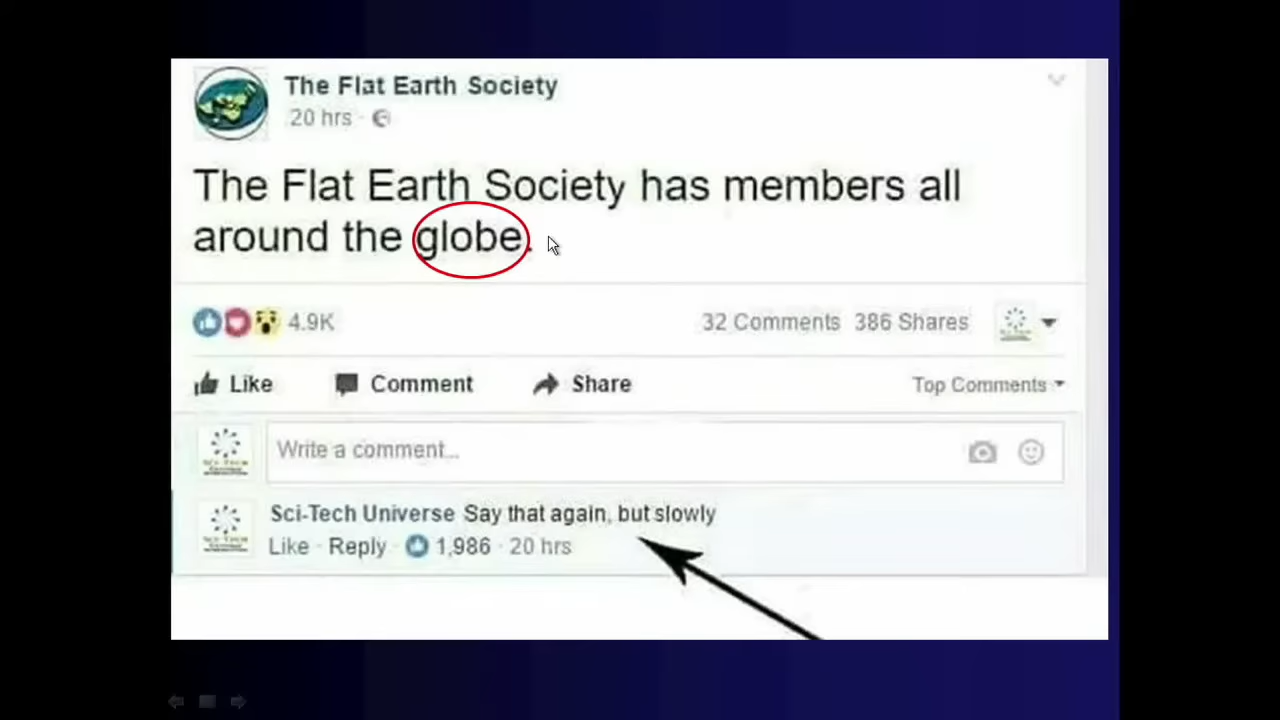 The Flat Earth Society
20 hrs ·
The Flat Earth Society has members all
around the globe.
4.9K
32 Comments 386 Shares
Like Comment Share Top Comments
Write a comment...
Sci-Tech Universe Say that again, but slowly
Like · Reply · 1,986 · 20 hrs